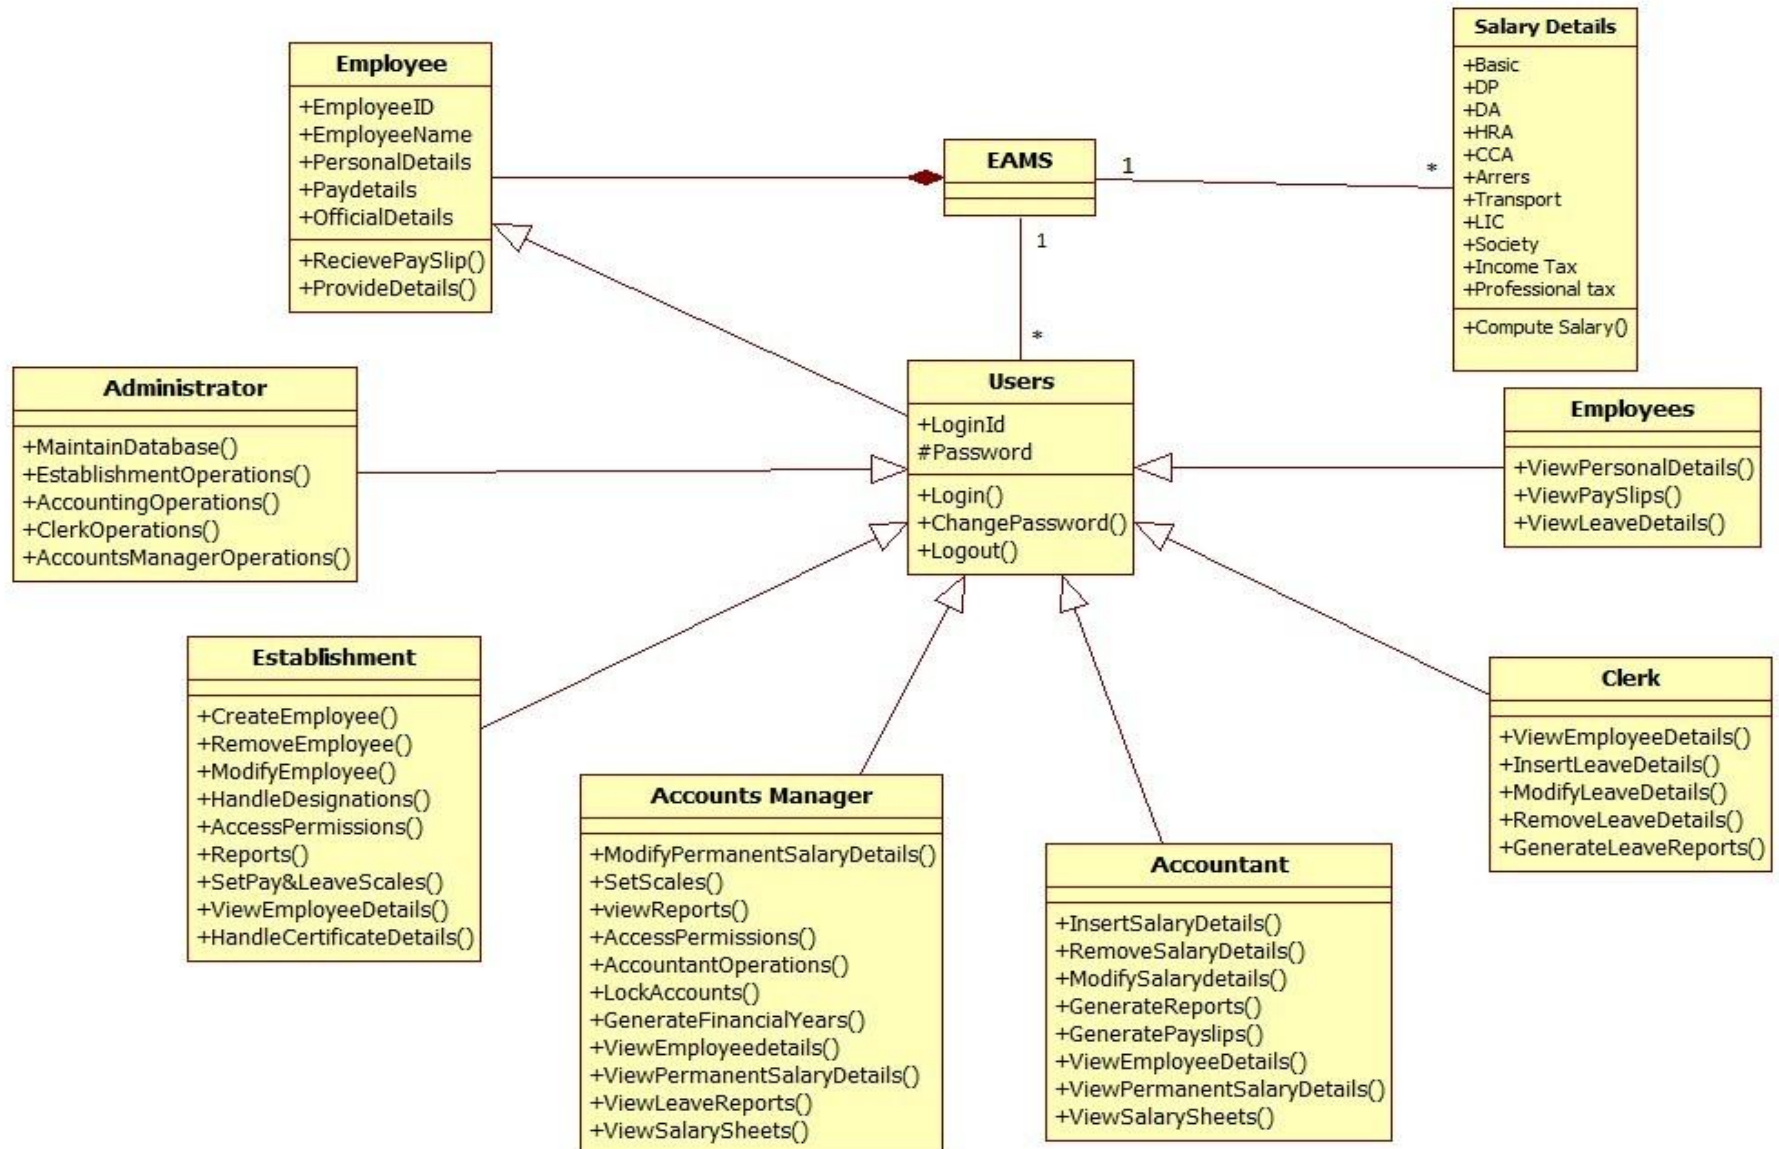 Employee
+EmployeeID
+EmployeeName
+PersonalDetails
+Paydetails
+OfficialDetails
+RecievePaySlip()
+ProvideDetails()
EAMS
1
*
1
*
Salary Details
+Basic
+DP
+DA
+HRA
+CCA
+Arrers
+Transport
+LIC
+Society
+Income Tax
+Professional tax
+Compute Salary()
Administrator
+MaintainDatabase()
+EstablishmentOperations()
+AccountingOperations()
+ClerkOperations()
+AccountsManagerOperations()
Users
+LoginId
#Password
+Login()
+ChangePassword()
+Logout()
Employees
+ViewPersonalDetails()
+ViewPaySlips()
+ViewLeaveDetails()
Establishment
+CreateEmployee()
+RemoveEmployee()
+ModifyEmployee()
+HandleDesignations()
+AccessPermissions()
+Reports()
+SetPay&LeaveScales()
+ViewEmployeeDetails()
+HandleCertificateDetails()
Accounts Manager
+ModifyPermanentSalaryDetails()
+SetScales()
+viewReports()
+AccessPermissions()
+AccountantOperations()
+LockAccounts()
+GenerateFinancialYears()
+ViewEmployeedetails()
+ViewPermanentSalaryDetails()
+ViewLeaveReports()
+ViewSalarySheets()
Accountant
+InsertSalaryDetails()
+RemoveSalaryDetails()
+ModifySalarydetails()
+GenerateReports()
+GeneratePayslips()
+ViewEmployeeDetails()
+ViewPermanentSalaryDetails()
+ViewSalarySheets()
Clerk
+ViewEmployeeDetails()
+InsertLeaveDetails()
+ModifyLeaveDetails()
+RemoveLeaveDetails()
+GenerateLeaveReports()